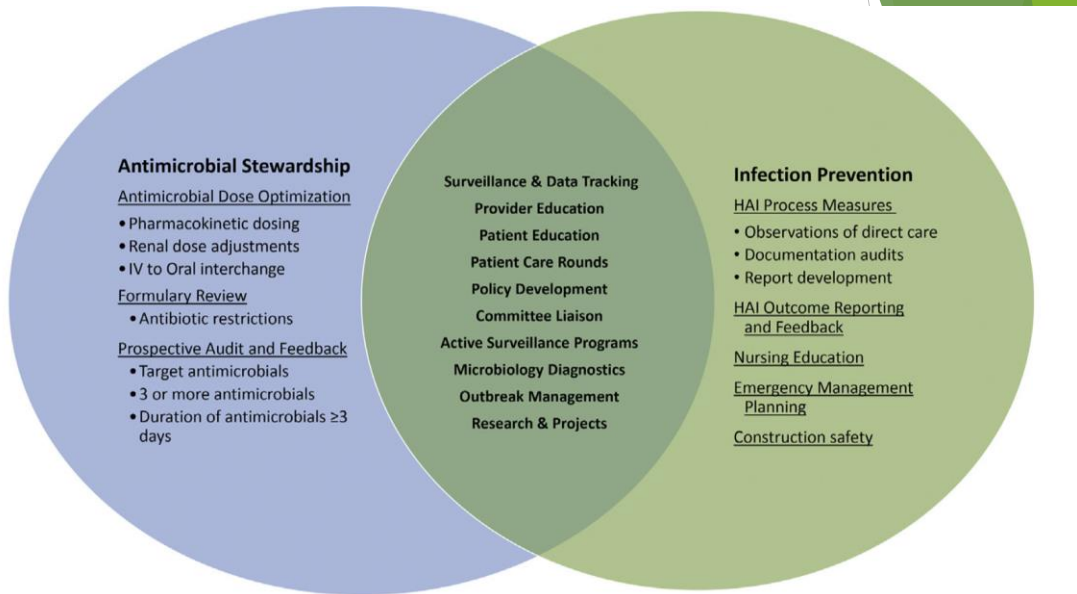 Antimicrobial Stewardship
Antimicrobial Dose Optimization
• Pharmacokinetic dosing
• Renal dose adjustments
• IV to Oral interchange
Formulary Review
• Antibiotic restrictions
Prospective Audit and Feedback
• Target antimicrobials
• 3 or more antimicrobials
• Duration of antimicrobials ≥3
days
Surveillance & Data Tracking
Provider Education
Patient Education
Patient Care Rounds
Policy Development
Committee Liaison
Active Surveillance Programs
Microbiology Diagnostics
Outbreak Management
Research & Projects
Infection Prevention
HAI Process Measures
• Observations of direct care
• Documentation audits
• Report development
HAI Outcome Reporting
and Feedback
Nursing Education
Emergency Management
Planning
Construction safety